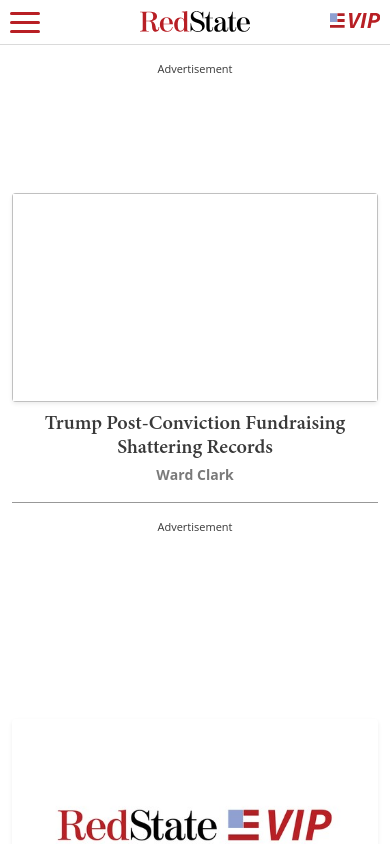 RedState VIP
Advertisement
Trump Post-Conviction Fundraising
Shattering Records
Ward Clark
Advertisement
RedState VIP